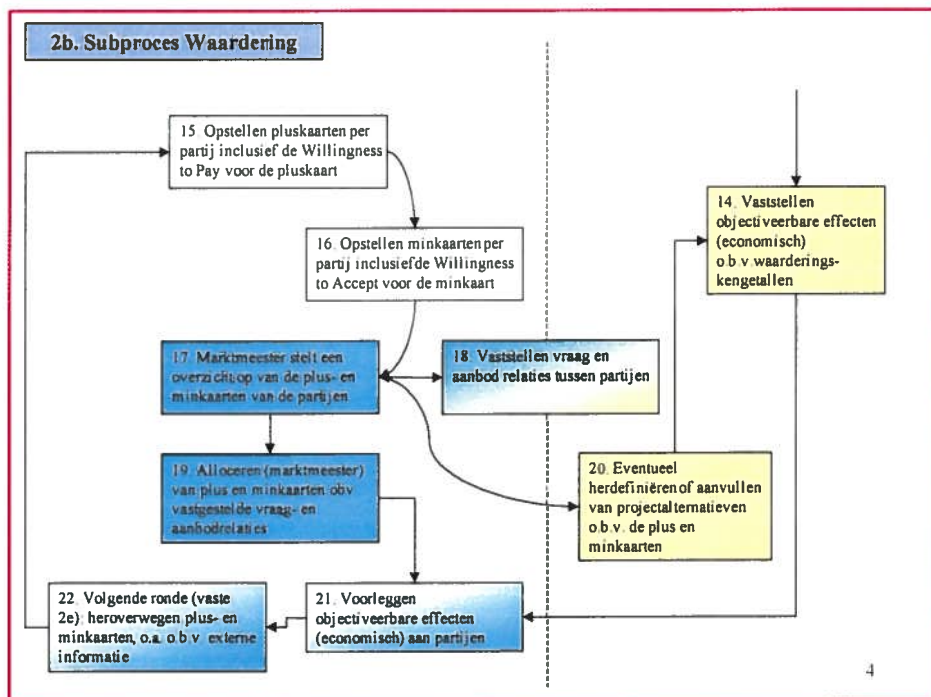 2b. Subproces Waardering
15. Opstellen pluskaarten per
partij inclusief de Willingness
to Pay voor de pluskaart
16. Opstellen minkaarten per
partij inclusief de Willingness
to Accept voor de minkaart
14. Vaststellen
objectiveerbare effecten
(economisch)
o.b.v. waarderings-
kengetallen
17. Marktmeester stelt een
overzicht op van de plus- en
minkaarten van de partijen
18. Vaststellen vraag en
aanbod relaties tussen partijen
19. Alloceren (marktmeester)
van plus en minkaarten obv
vastgestelde vraag- en
aanbodrelaties
20. Eventueel
herdefiniëren of aanvullen
van projectalternatieven
o.b.v. de plus en
minkaarten
22. Volgende ronde (vaste
2e): heroverwegen plus- en
minkaarten, o.a. o.b.v. externe
informatie
21. Voorleggen
objectiveerbare effecten
(economisch) aan partijen
4